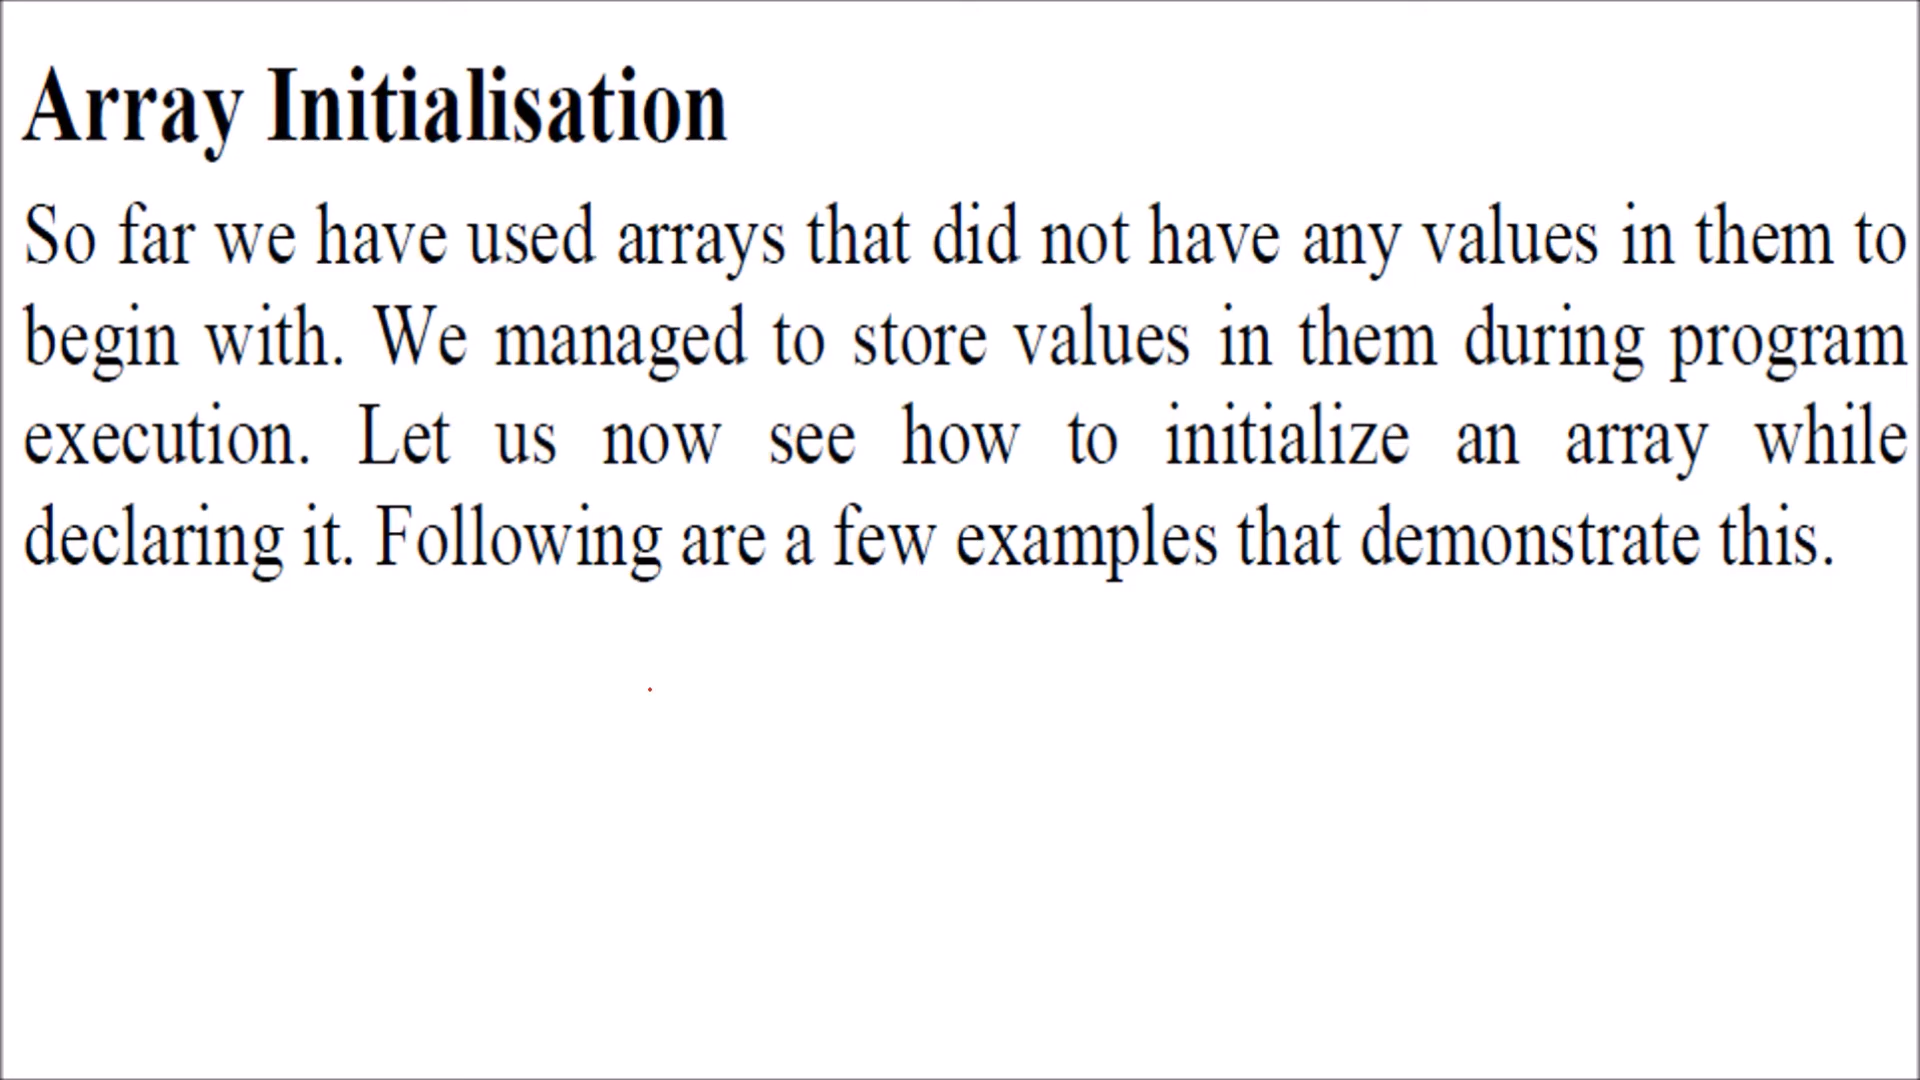 Array Initialisation
So far we have used arrays that did not have any values in them to
begin with. We managed to store values in them during program
execution. Let us now see how to initialize an array while
declaring it. Following are a few examples that demonstrate this.